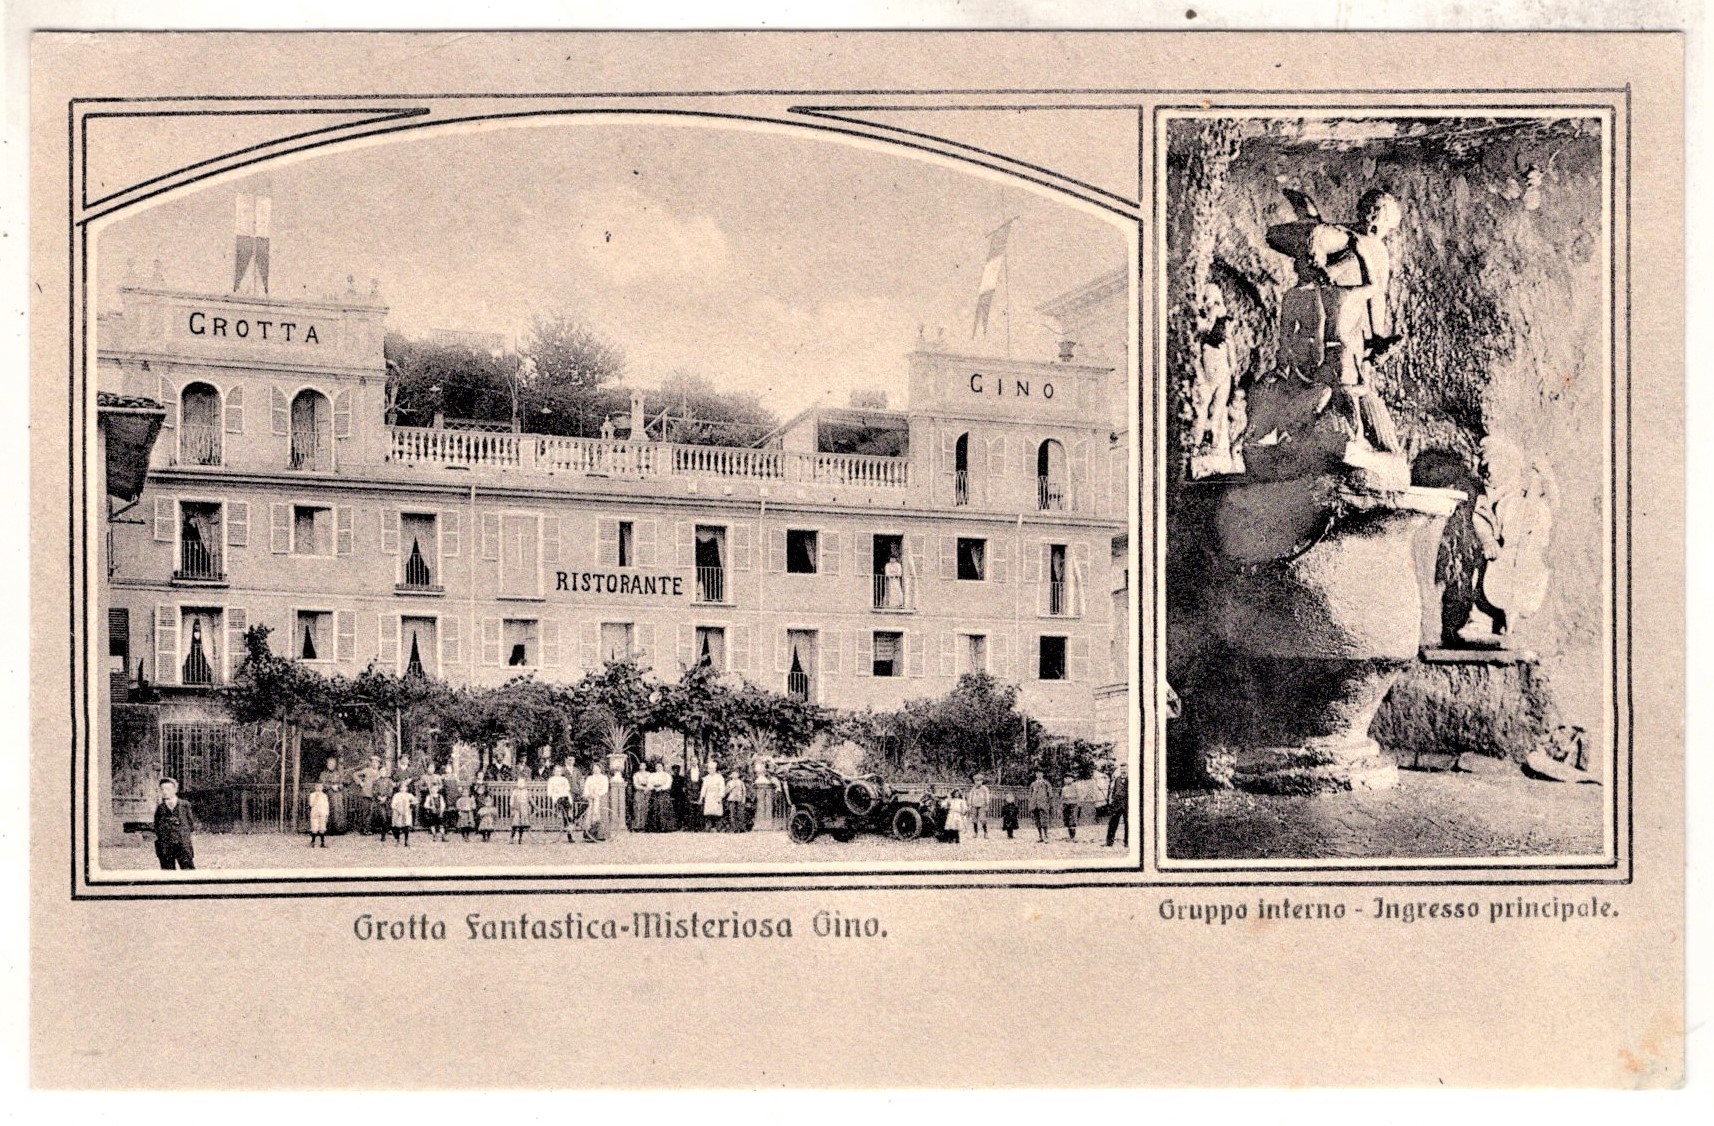 GROTTA
GINO
RISTORANTE
Grotta Fantastica-Misteriosa Gino.
Gruppo interno - Ingresso principale.